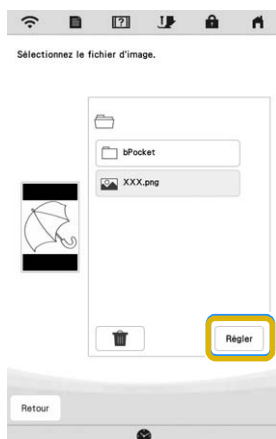 Sélectionnez le fichier d'image.
bPocket
XXX.png
Régler
Retour